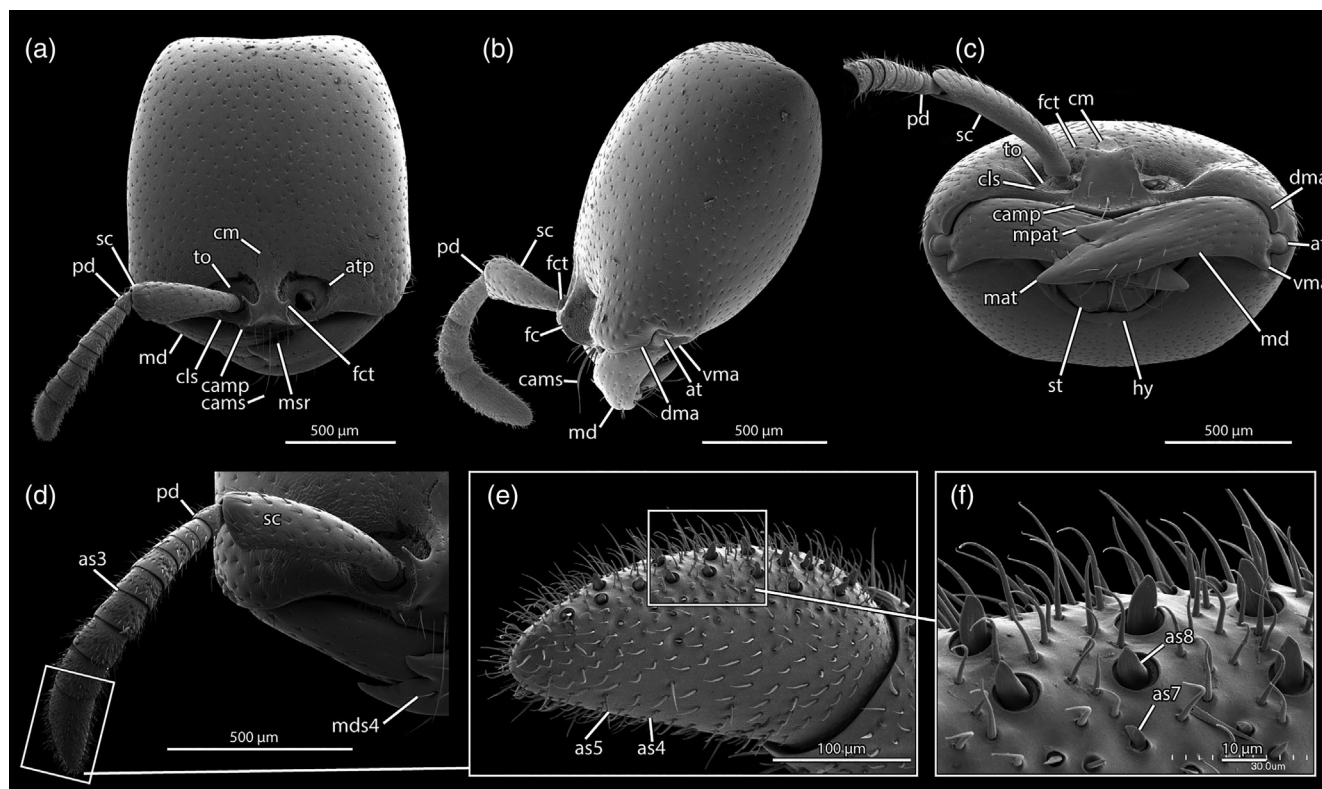 (a)
cm
to
atp
sc
pd
md
cls
camp
cams
msr
fct
500 µm
(b)
sc
pd
fct
fc
cams
md
dma
at
vma
500 µm
(c)
pd
sc
fct
cm
to
cls
camp
mpat
mat
dma
at
vma
md
st
hy
500 µm
(d)
pd
sc
as3
mds4
500 µm
(e)
as5
as4
100 µm
(f)
as8
as7
10 µm
30.0um